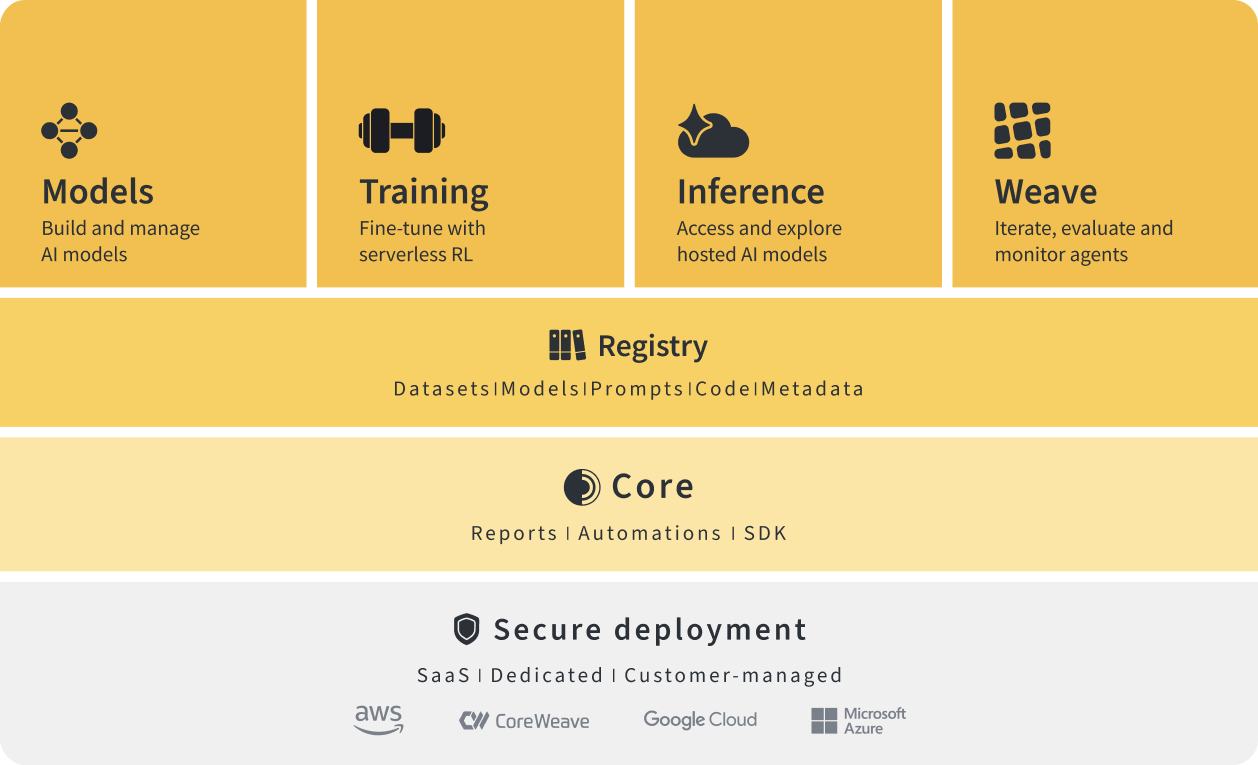 Models
Build and manage
AI models
Training
Fine-tune with
serverless RL
Inference
Access and explore
hosted AI models
Weave
Iterate, evaluate and
monitor agents
Registry
Datasets|Models|Prompts|Code|Metadata
Core
Reports | Automations | SDK
Secure deployment
SaaS | Dedicated | Customer-managed
aws
CoreWeave
Google Cloud
Microsoft
Azure